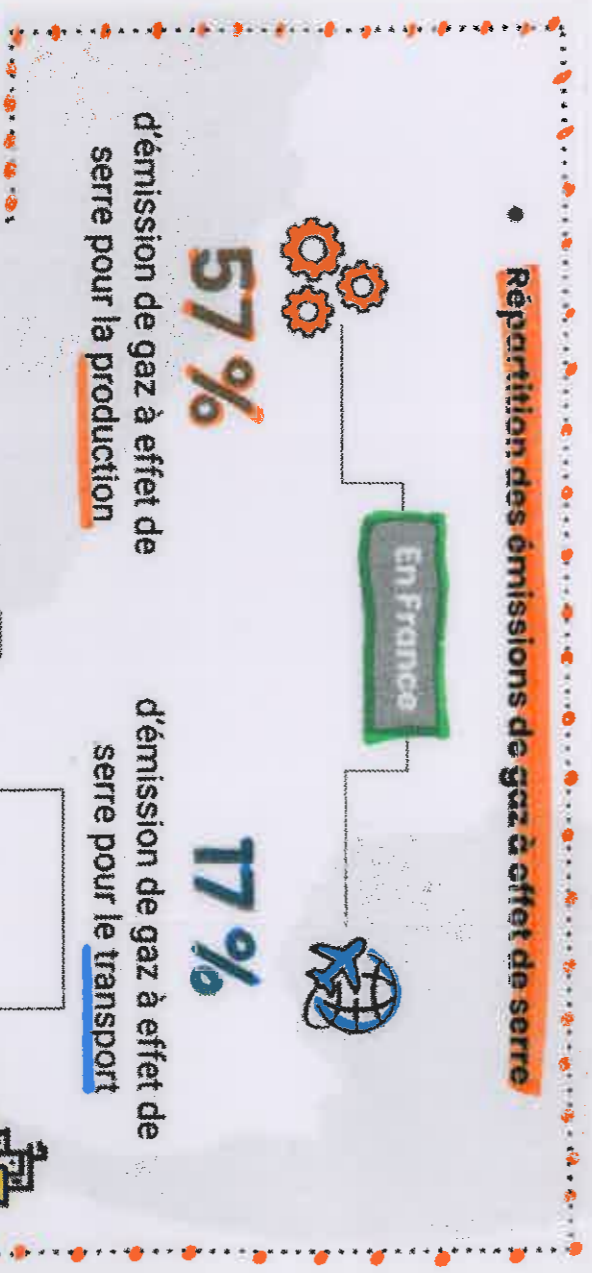 • Répartition des émissions de gaz à effet de serre
En France
57 %
d'émission de gaz à effet de
serre pour la production
17 %
d'émission de gaz à effet de
serre pour le transport